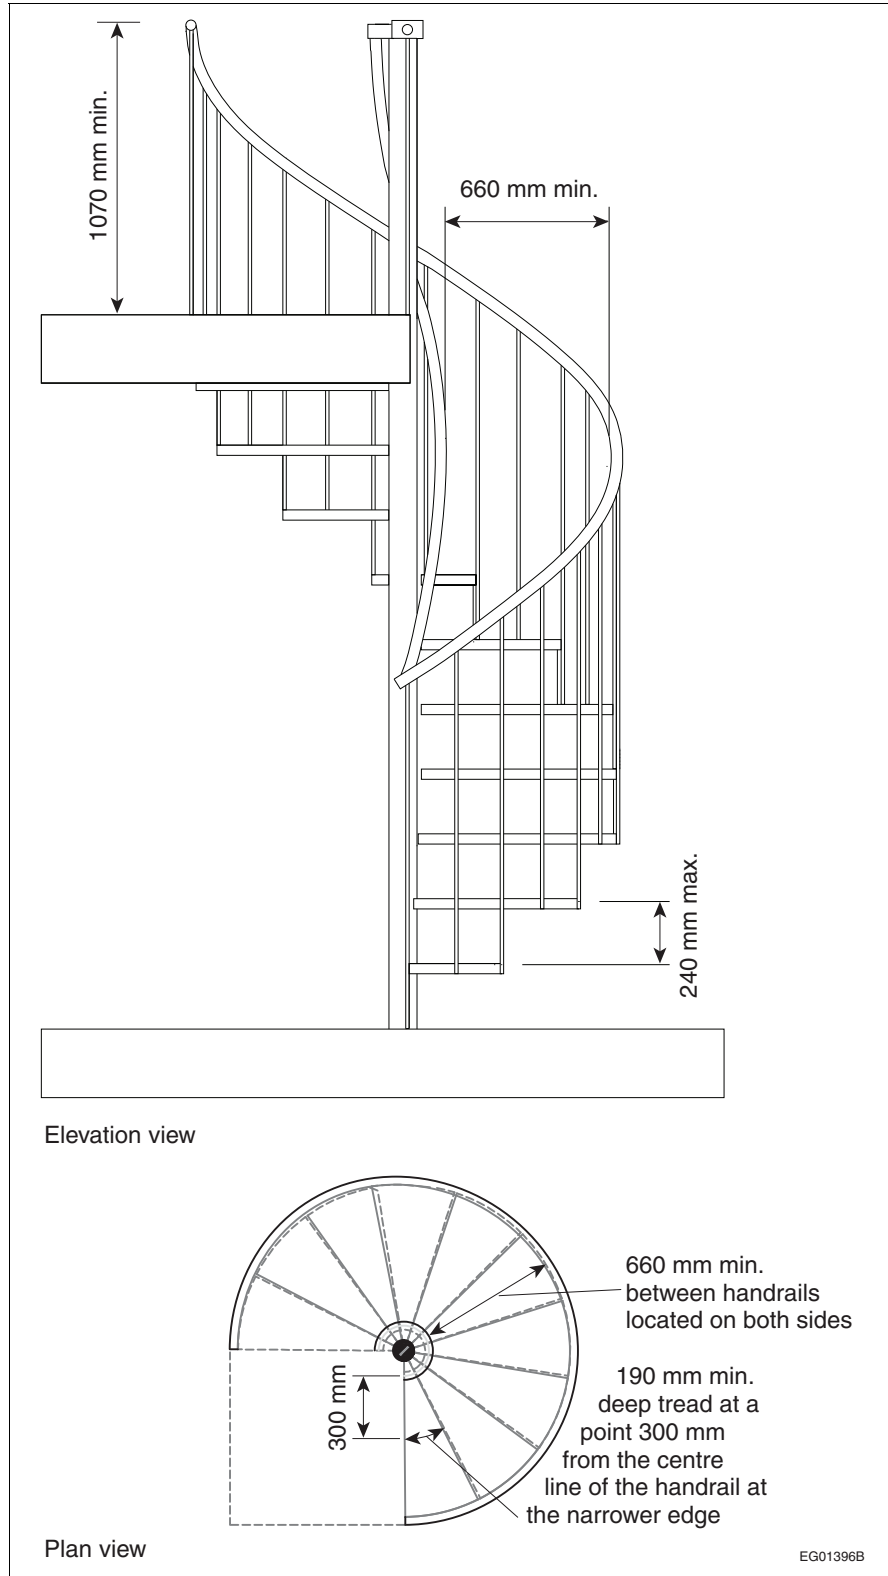 1070 mm min.
660 mm min.
240 mm max.
Elevation view
660 mm min.
between handrails
located on both sides
300 mm
190 mm min.
deep tread at a
point 300 mm
from the centre
line of the handrail at
the narrower edge
Plan view
EG01396B